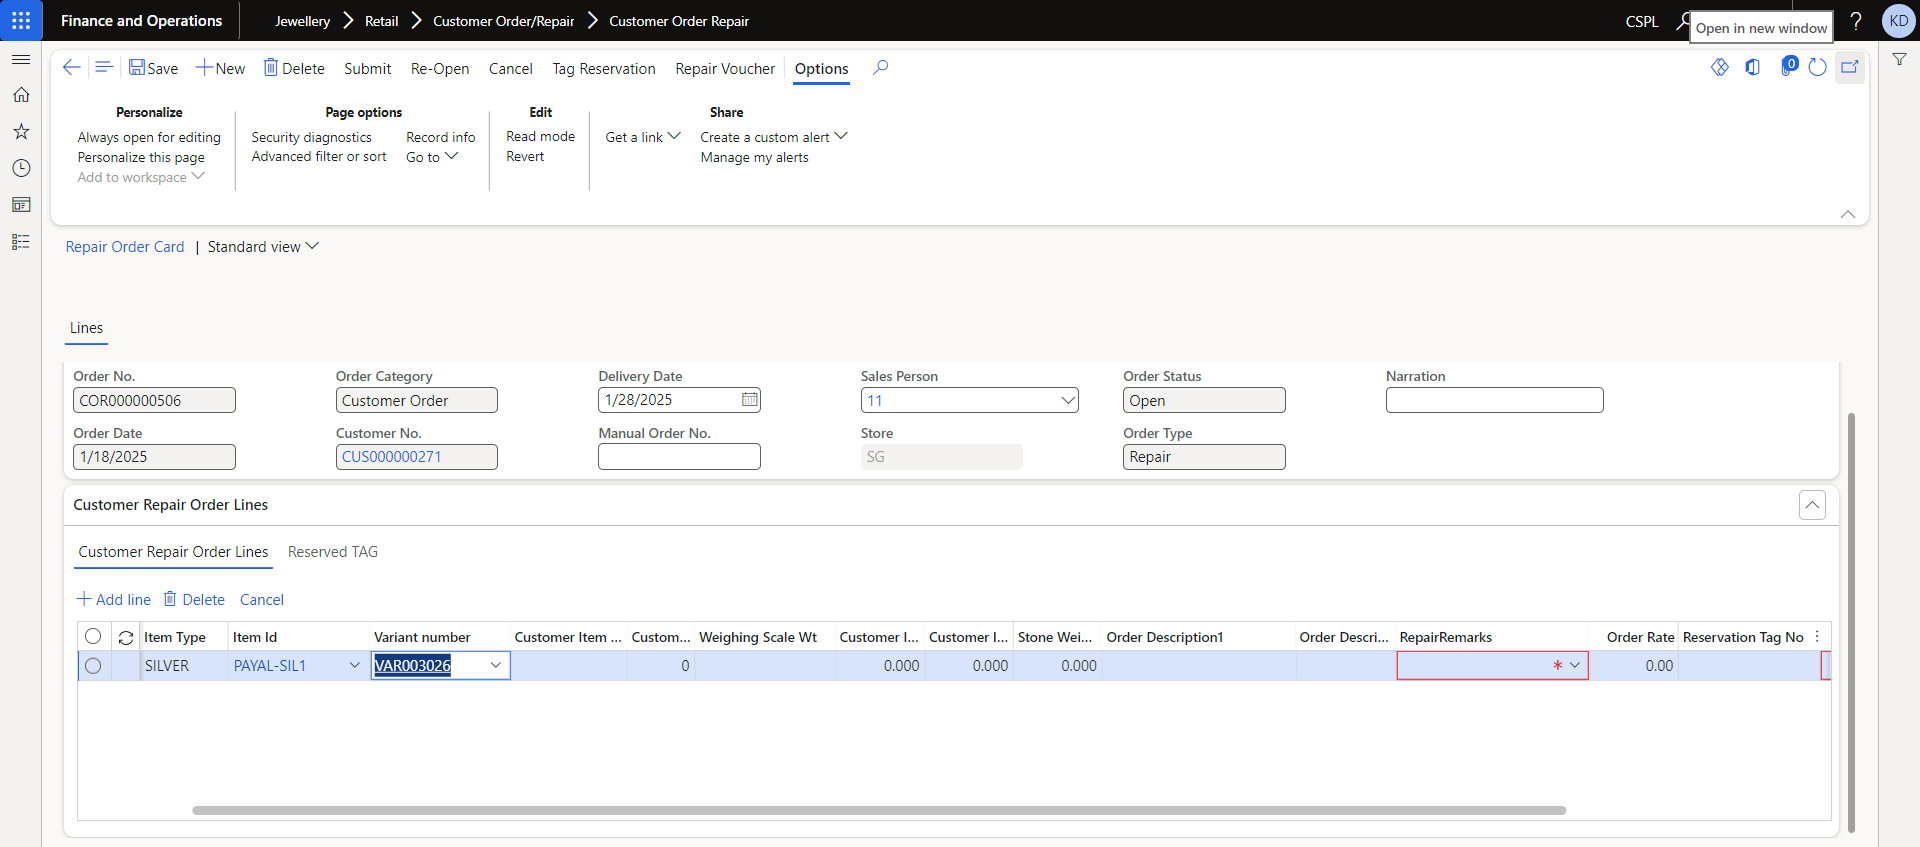 Finance and Operations
Jewellery
Retail
Customer Order/Repair
Customer Order Repair
CSPL
Open in new window
?
KD
Save
New
Delete
Submit
Re-Open
Cancel
Tag Reservation
Repair Voucher
Options
0
Personalize
Always open for editing
Personalize this page
Add to workspace
Page options
Security diagnostics
Advanced filter or sort
Record info
Go to
Edit
Read mode
Revert
Get a link
Share
Create a custom alert
Manage my alerts
Repair Order Card | Standard view
Lines
Order No.
COR000000506
Order Category
Customer Order
Delivery Date
1/28/2025
Sales Person
11
Order Status
Open
Narration
Order Date
1/18/2025
Customer No.
CUS000000271
Manual Order No.
Store
SG
Order Type
Repair
Customer Repair Order Lines
Customer Repair Order Lines
Reserved TAG
Add line
Delete
Cancel
Item Type
Item Id
Variant number
Customer Item ...
Custom...
Weighing Scale Wt
Customer I...
Customer I...
Stone Wei...
Order Description1
Order Descri...
RepairRemarks
Order Rate
Reservation Tag No
SILVER
PAYAL-SIL1
VAR003026
0
0.000
0.000
0.000
*
0.00